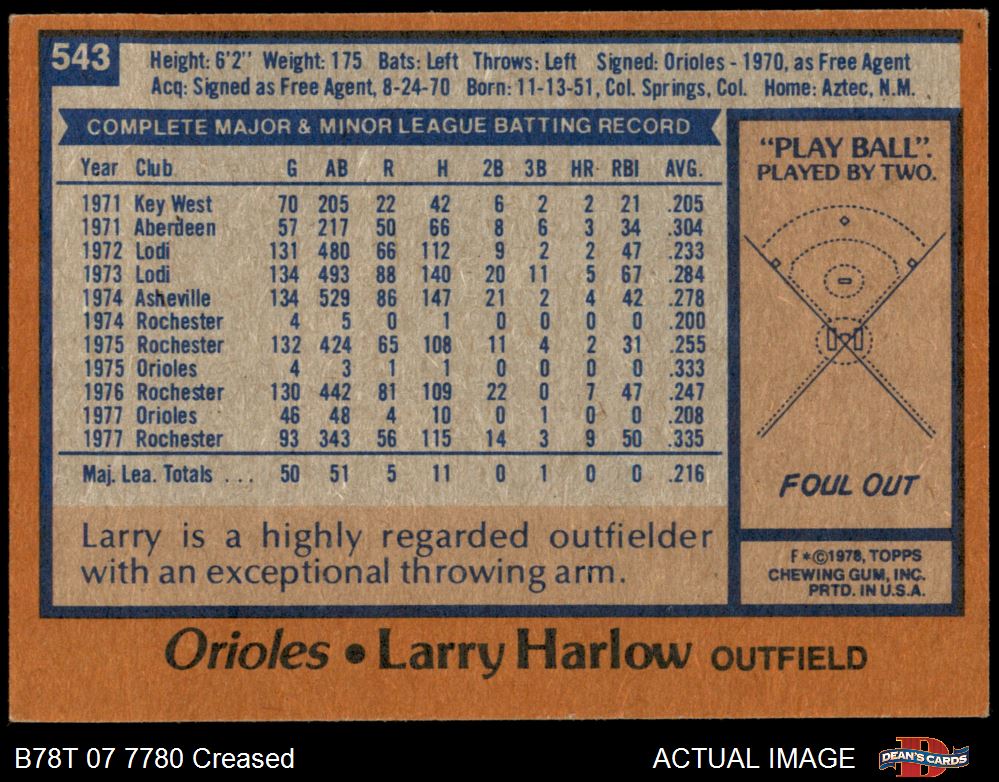 543
Height: 6'2" Weight: 175 Bats: Left Throws: Left Signed: Orioles - 1970, as Free Agent
Acq: Signed as Free Agent, 8-24-70 Born: 11-13-51, Col. Springs, Col. Home: Aztec, N.M.
COMPLETE MAJOR & MINOR LEAGUE BATTING RECORD
Year Club G AB R H 2B 3B HR RBI AVG.
1971 Key West 70 205 22 42 6 2 2 21 .205
1971 Aberdeen 57 217 50 66 8 6 3 34 .304
1972 Lodi 131 480 66 112 9 2 2 47 .233
1973 Lodi 134 493 88 140 20 11 5 67 .284
1974 Asheville 134 529 86 147 21 2 4 42 .278
1974 Rochester 4 5 0 1 0 0 0 0 .200
1975 Rochester 132 424 65 108 11 4 2 31 .255
1975 Orioles 4 3 1 1 0 0 0 0 .333
1976 Rochester 130 442 81 109 22 0 7 47 .247
1977 Orioles 46 48 4 10 0 1 0 0 .208
1977 Rochester 93 343 56 115 14 3 9 50 .335
Maj. Lea. Totals ... 50 51 5 11 0 1 0 0 .216
Larry is a highly regarded outfielder
with an exceptional throwing arm.
"PLAY BALL".
PLAYED BY TWO.
FOUL OUT
F*©1978, TOPPS
CHEWING GUM, INC.
PRTD. IN U.S.A.
Orioles • Larry Harlow OUTFIELD
B78T 07 7780 Creased
ACTUAL IMAGE
DEAN'S CARDS